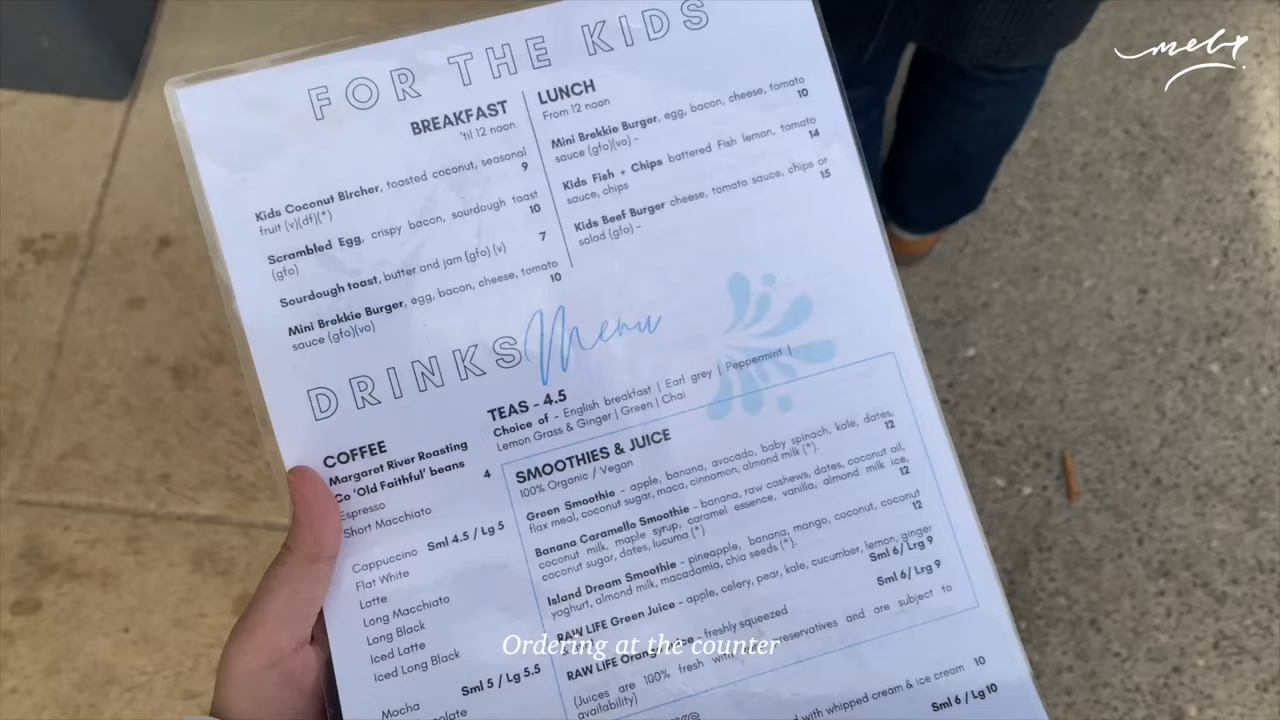 FOR THE KIDS
BREAKFAST
'til 12 noon
Kids Coconut Bircher, toasted coconut, seasonal
fruit (v)(df)(*)
9
Scrambled Egg, crispy bacon, sourdough toast
(gfo)
10
Sourdough toast, butter and jam (gfo) (v)
7
Mini Brekkie Burger, egg, bacon, cheese, tomato
sauce (gfo)(vo)
10
LUNCH
From 12 noon
Mini Brekkie Burger, egg, bacon, cheese, tomato
sauce (gfo)(vo) -
10
Kids Fish + Chips battered Fish lemon, tomato
sauce, chips
14
Kids Beef Burger cheese, tomato sauce, chips or
salad (gfo) -
15
DRINKS Menu
COFFEE
Margaret River Roasting
Co 'Old Faithful' beans
Espresso 4
Short Macchiato
Sml 4.5 / Lg 5
Cappuccino
Flat White
Latte
Long Macchiato
Long Black
Iced Latte
Iced Long Black
Sml 5 / Lg 5.5
Mocha
TEAS - 4.5
Choice of - English breakfast | Earl grey | Peppermint |
Lemon Grass & Ginger | Green | Chai
SMOOTHIES & JUICE
100% Organic / Vegan
Green Smoothie - apple, banana, avocado, baby spinach, kale, dates,
flax meal, coconut sugar, maca, cinnamon, almond milk (*).
12
Banana Caramello Smoothie - banana, raw cashews, dates, coconut oil,
coconut milk, maple syrup, caramel essence, vanilla, almond milk ice,
coconut sugar, dates, lucuma (*)
12
Island Dream Smoothie - pineapple, banana, mango, coconut, coconut
yoghurt, almond milk, macadamia, chia seeds (*).
12
RAW LIFE Green Juice - apple, celery, pear, kale, cucumber, lemon, ginger
Sml 6/ Lrg 9
RAW LIFE Orange Juice - freshly squeezed
Sml 6/ Lrg 9
(Juices are 100% fresh with preservatives and are subject to
availability)
with whipped cream & ice cream 10
Sml 6 / Lg 10
Ordering at the counter